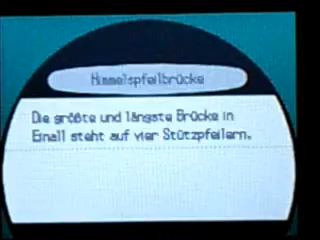 Himmelspfeilbrücke
Die größte und längste Brücke in
Einall steht auf vier Stützpfeilern.